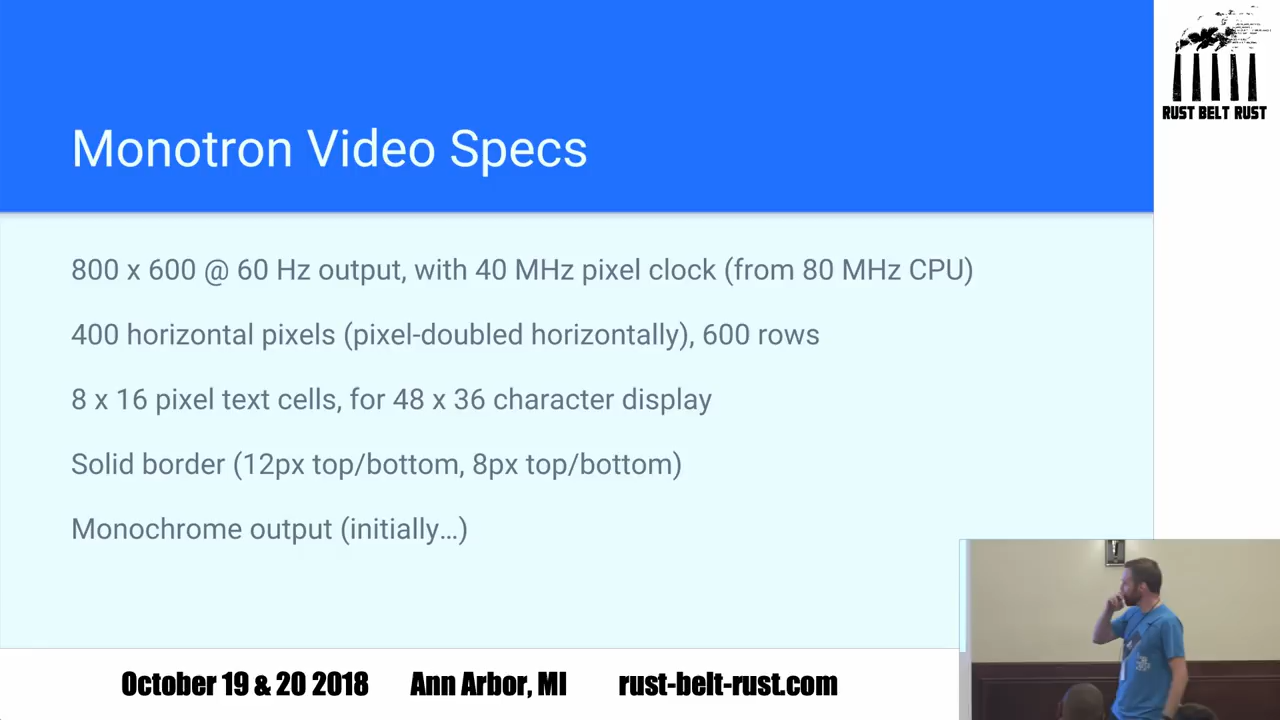 Monotron Video Specs
RUST BELT RUST
800 x 600 @ 60 Hz output, with 40 MHz pixel clock (from 80 MHz CPU)
400 horizontal pixels (pixel-doubled horizontally), 600 rows
8 x 16 pixel text cells, for 48 x 36 character display
Solid border (12px top/bottom, 8px top/bottom)
Monochrome output (initially…)
October 19 & 20 2018 Ann Arbor, MI rust-belt-rust.com